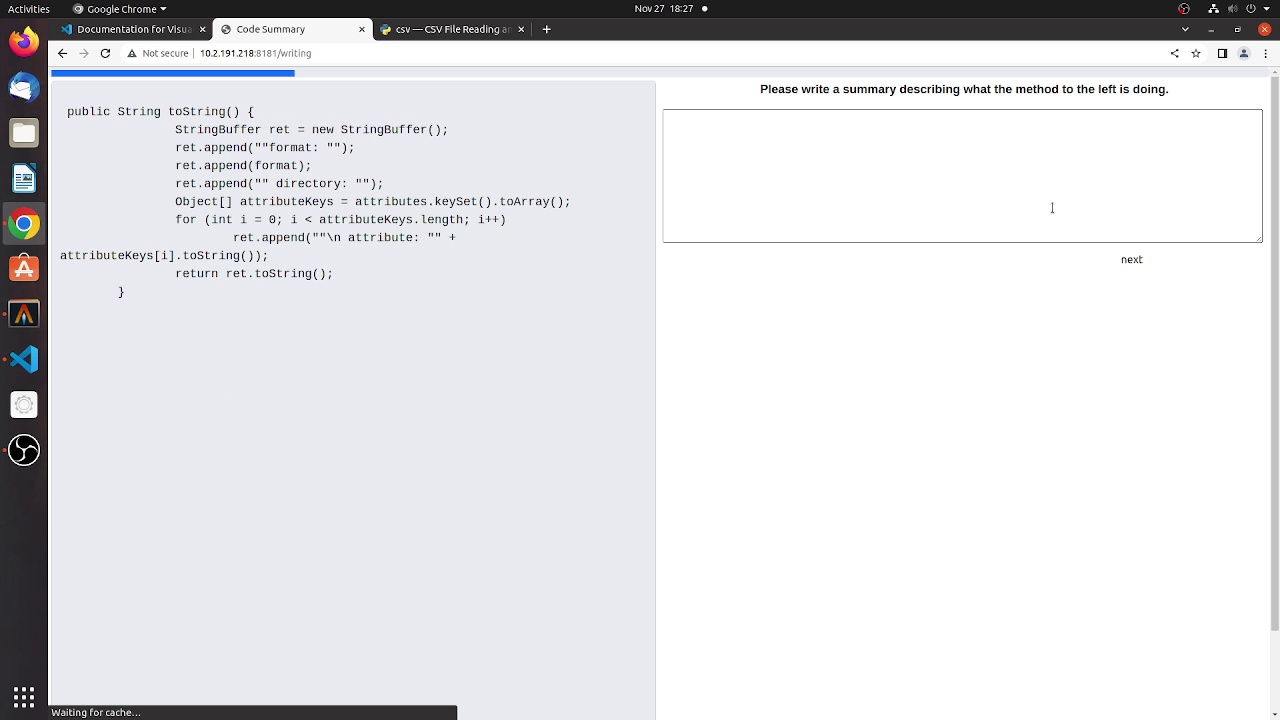 Activities
Google Chrome
Nov 27 18:27
Documentation for Visua
Code Summary
csv — CSV File Reading an
Not secure
10.2.191.218:8181/writing
public String toString() {
StringBuffer ret = new StringBuffer();
ret.append(""format: "");
ret.append(format);
ret.append("" directory: "");
Object[] attributeKeys = attributes.keySet().toArray();
for (int i = 0; i < attributeKeys.length; i++)
ret.append(""\n attribute: "" +
attributeKeys[i].toString());
return ret.toString();
}
Please write a summary describing what the method to the left is doing.
next
Waiting for cache...